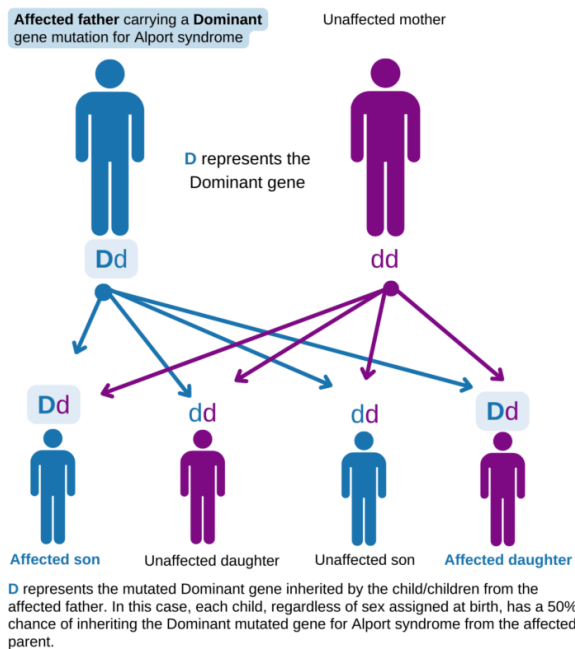 Affected father carrying a Dominant
gene mutation for Alport syndrome
Unaffected mother
D represents the
Dominant gene
Dd
dd
Dd
dd
dd
Dd
Affected son
Unaffected daughter
Unaffected son
Affected daughter
D represents the mutated Dominant gene inherited by the child/children from the
affected father. In this case, each child, regardless of sex assigned at birth, has a 50%
chance of inheriting the Dominant mutated gene for Alport syndrome from the affected
parent.